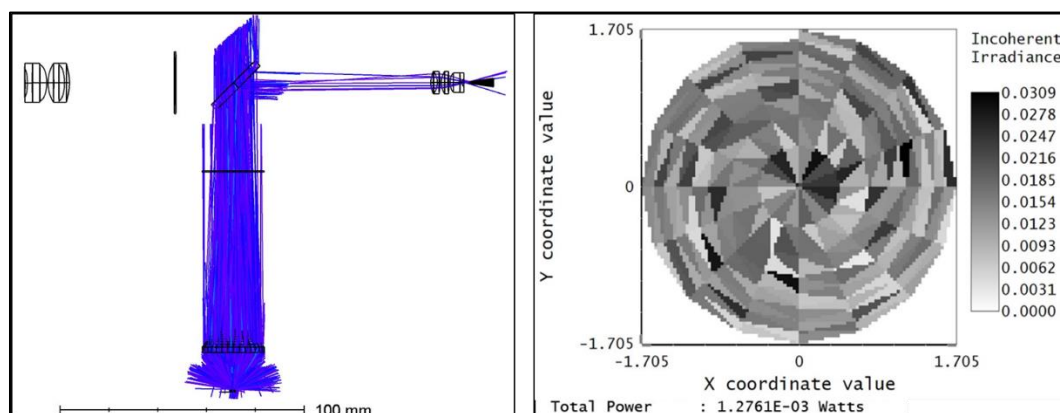 100 mm
1.705
0
-1.705
Y coordinate value
-1.705
0
1.705
X coordinate value
Total Power : 1.2761E-03 Watts
Incoherent
Irradiance
0.0309
0.0278
0.0247
0.0216
0.0185
0.0154
0.0123
0.0093
0.0062
0.0031
0.0000